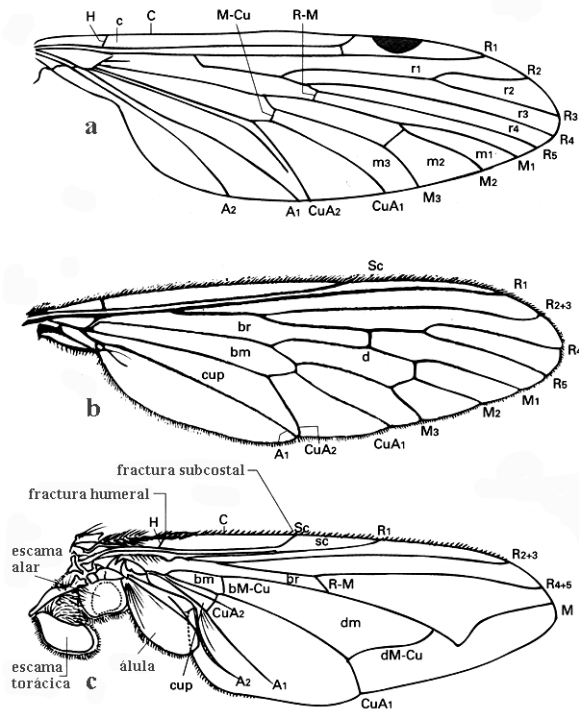 H c C M-Cu R-M
R1
r1 R2
r2
r3 R3
r4 R4
a
m3 m2 m1 R5
M1
M2
A2 A1 CuA2 CuA1 M3
Sc
R1
R2+3
br
bm d R4
cup
R5
b M1
M2
A1 CuA2 CuA1 M3
fractura subcostal
fractura humeral
H C Sc sc R1
escama
alar
R2+3
bm br R-M R4+5
bM-Cu M
CuA2 dm
dM-Cu
escama
torácica
c álula cup A2 A1
CuA1